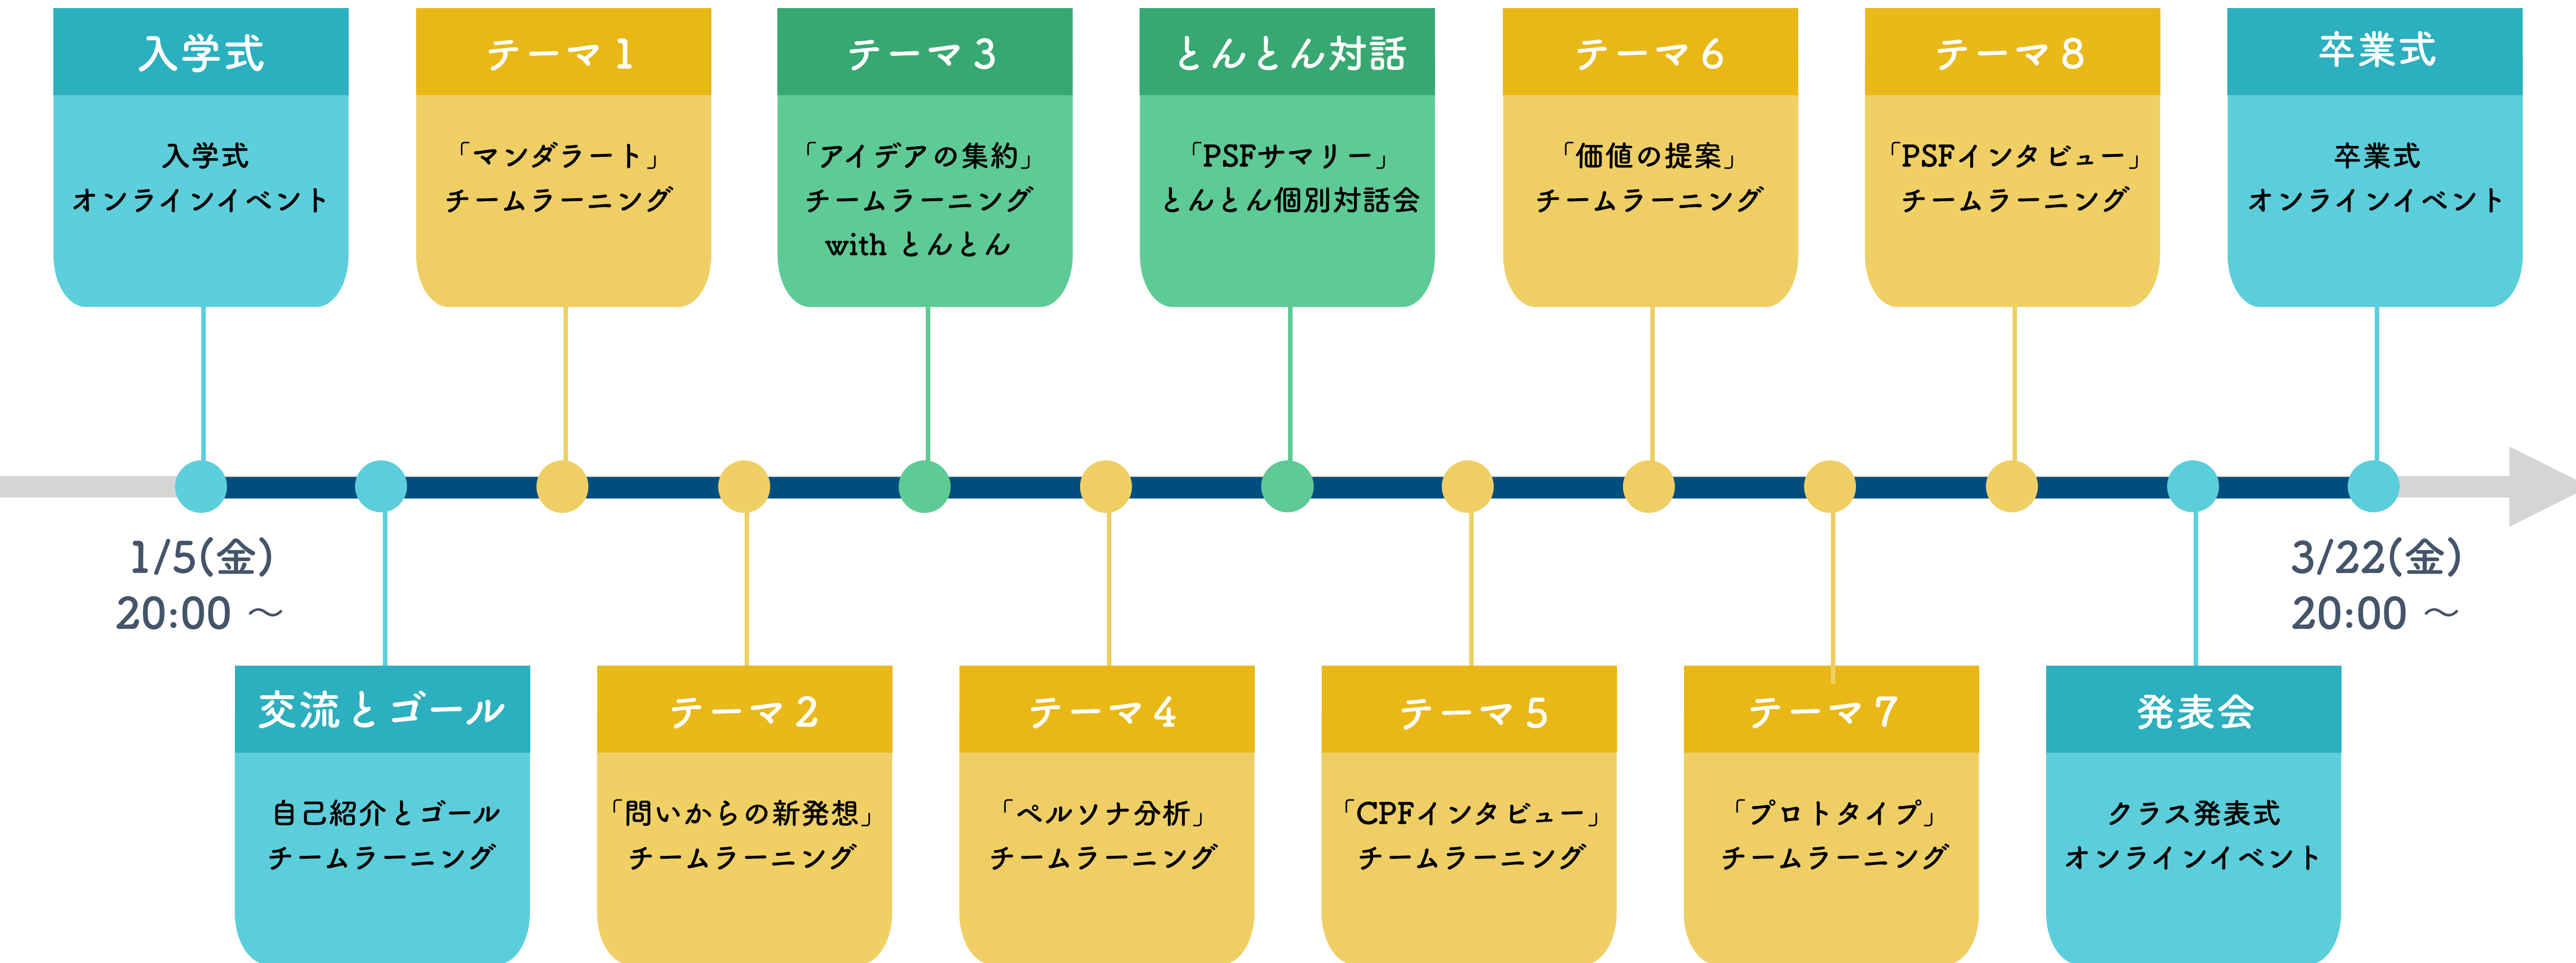 入学式
入学式
オンラインイベント
テーマ1
「マンダラート」
チームラーニング
テーマ3
「アイデアの集約」
チームラーニング
with とんとん
とんとん対話
「PSFサマリー」
とんとん個別対話会
テーマ6
「価値の提案」
チームラーニング
テーマ8
「PSFインタビュー」
チームラーニング
卒業式
卒業式
オンラインイベント
1/5(金)
20:00 ～
3/22(金)
20:00 ～
交流とゴール
自己紹介とゴール
チームラーニング
テーマ2
「問いからの新発想」
チームラーニング
テーマ4
「ペルソナ分析」
チームラーニング
テーマ5
「CPFインタビュー」
チームラーニング
テーマ7
「プロトタイプ」
チームラーニング
発表会
クラス発表式
オンラインイベント